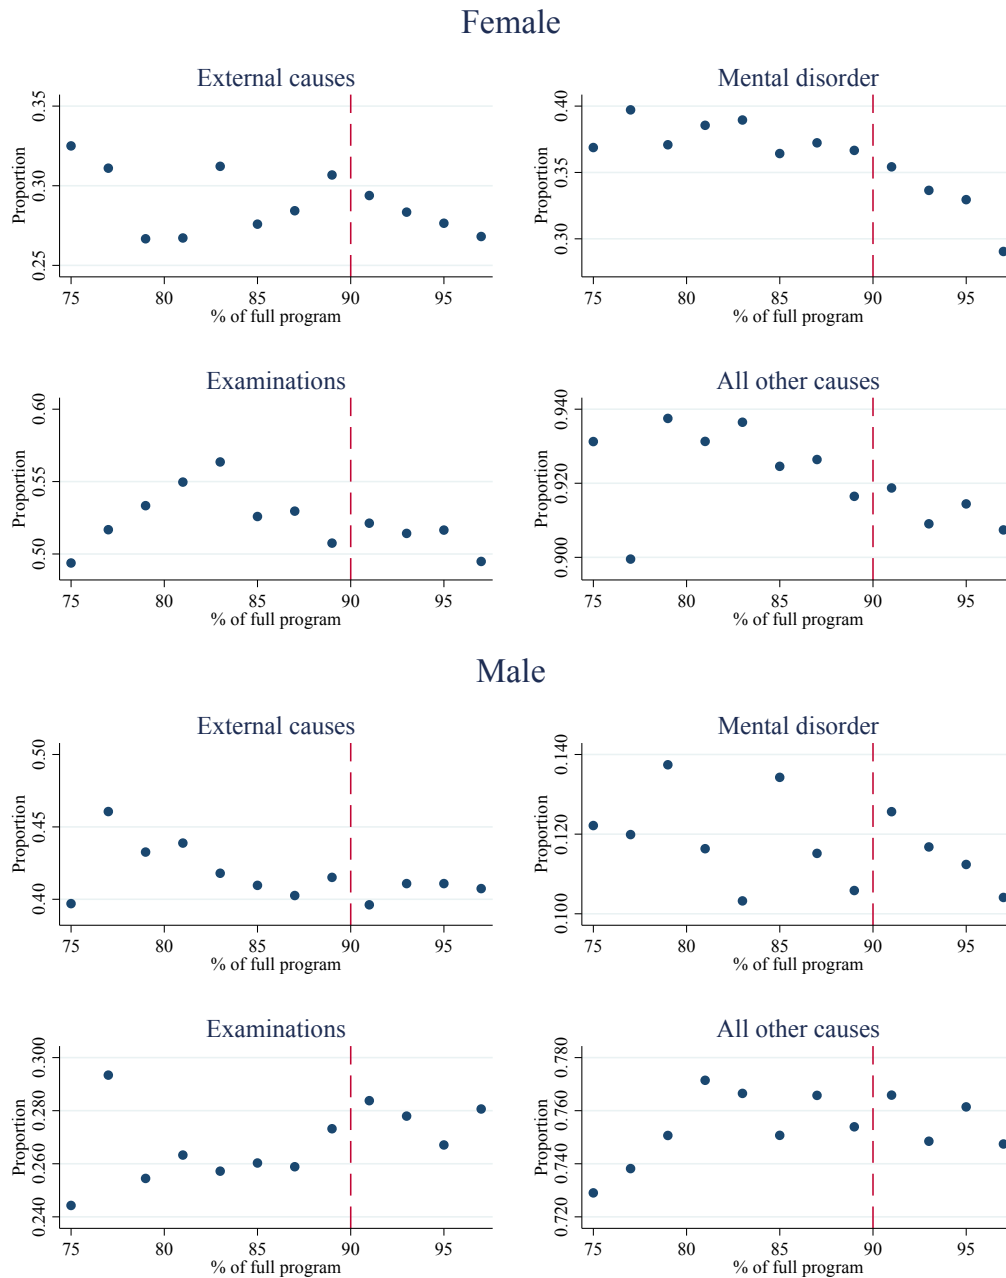 Female
External causes
Proportion
0.35
0.30
0.25
75 80 85 90 95
% of full program
Mental disorder
Proportion
0.40
0.35
0.30
75 80 85 90 95
% of full program
Examinations
Proportion
0.60
0.55
0.50
75 80 85 90 95
% of full program
All other causes
Proportion
0.940
0.920
0.900
75 80 85 90 95
% of full program
Male
External causes
Proportion
0.50
0.45
0.40
75 80 85 90 95
% of full program
Mental disorder
Proportion
0.140
0.120
0.100
75 80 85 90 95
% of full program
Examinations
Proportion
0.300
0.280
0.260
0.240
75 80 85 90 95
% of full program
All other causes
Proportion
0.780
0.760
0.740
0.720
75 80 85 90 95
% of full program